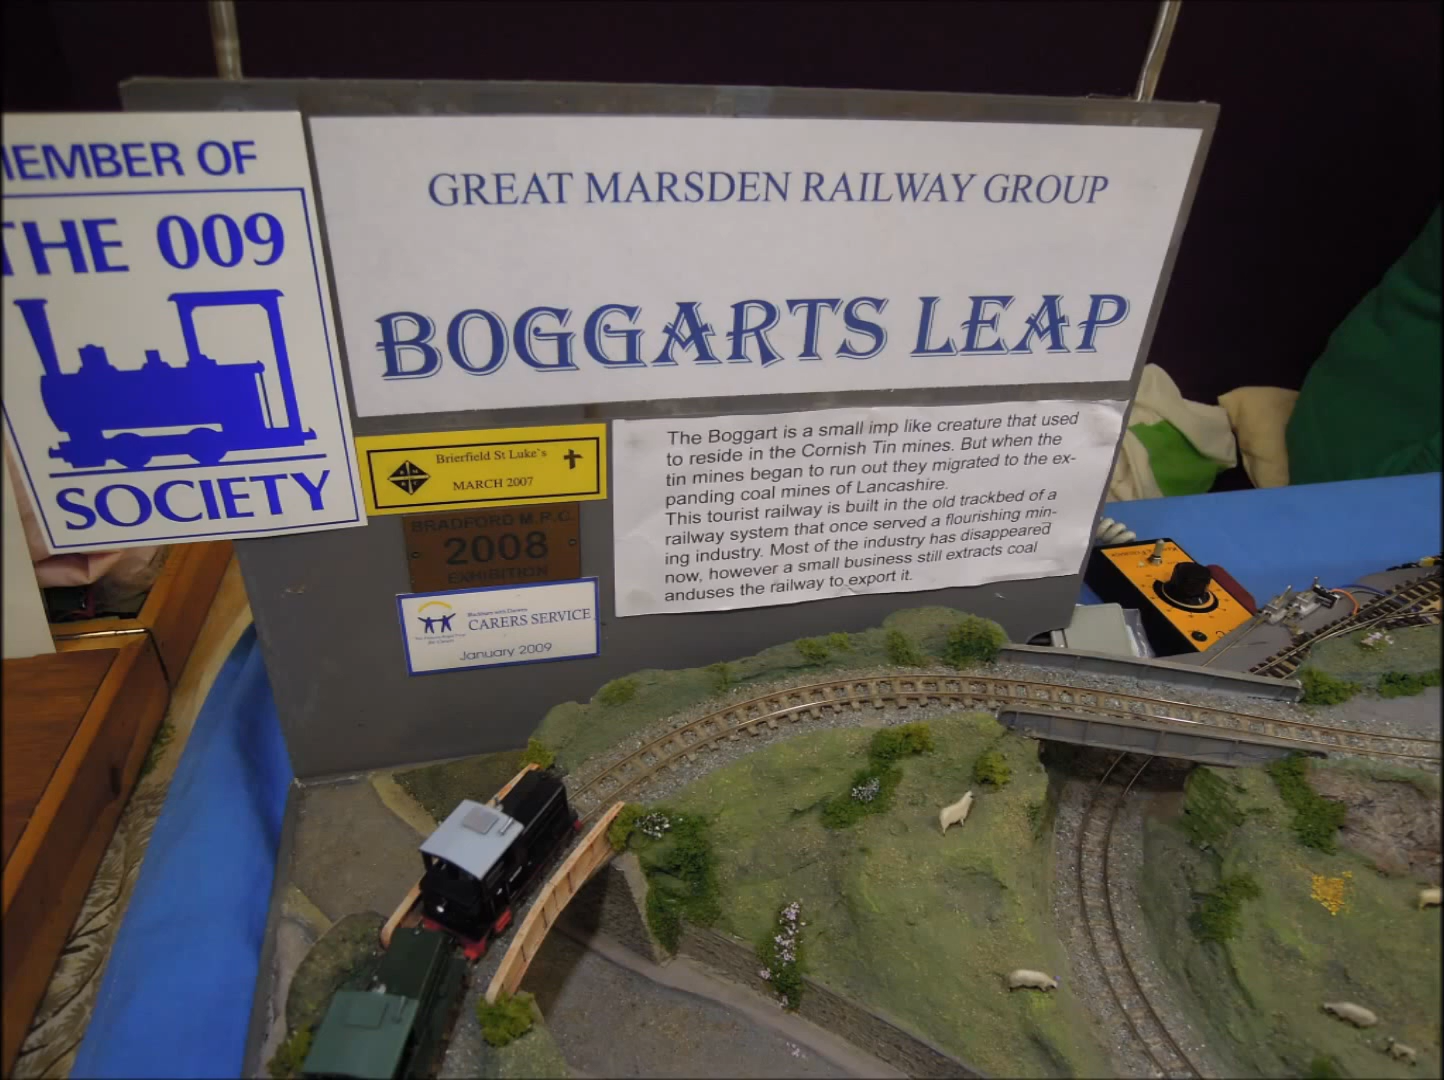 MEMBER OF
THE 009
SOCIETY
GREAT MARSDEN RAILWAY GROUP
BOGGARTS LEAP
Brierfield St Luke's
MARCH 2007
BRADFORD M.R.C.
2008
EXHIBITION
CARERS SERVICE
January 2009
The Boggart is a small imp like creature that used
to reside in the Cornish Tin mines. But when the
tin mines began to run out they migrated to the ex-
panding coal mines of Lancashire.
This tourist railway is built in the old trackbed of a
railway system that once served a flourishing min-
ing industry. Most of the industry has disappeared
now, however a small business still extracts coal
anduses the railway to export it.